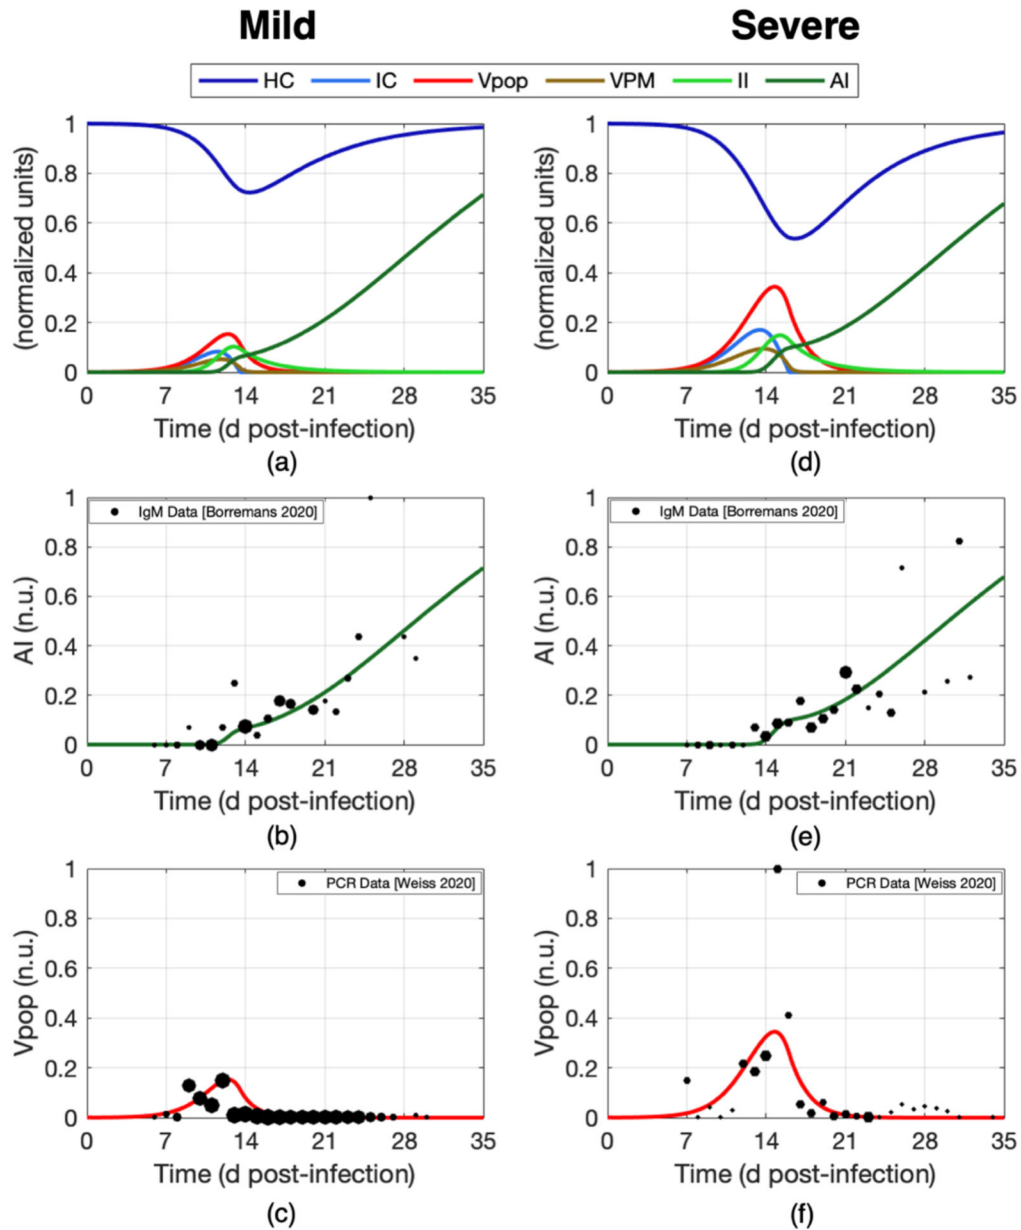 Mild
Severe
HC IC Vpop VPM II AI
(normalized units)
1
0.8
0.6
0.4
0.2
0
0 7 14 21 28 35
Time (d post-infection)
(a)
(normalized units)
1
0.8
0.6
0.4
0.2
0
0 7 14 21 28 35
Time (d post-infection)
(d)
IgM Data [Borremans 2020]
AI (n.u.)
1
0.8
0.6
0.4
0.2
0
0 7 14 21 28 35
Time (d post-infection)
(b)
IgM Data [Borremans 2020]
AI (n.u.)
1
0.8
0.6
0.4
0.2
0
0 7 14 21 28 35
Time (d post-infection)
(e)
PCR Data [Weiss 2020]
Vpop (n.u.)
1
0.8
0.6
0.4
0.2
0
0 7 14 21 28 35
Time (d post-infection)
(c)
PCR Data [Weiss 2020]
Vpop (n.u.)
1
0.8
0.6
0.4
0.2
0
0 7 14 21 28 35
Time (d post-infection)
(f)